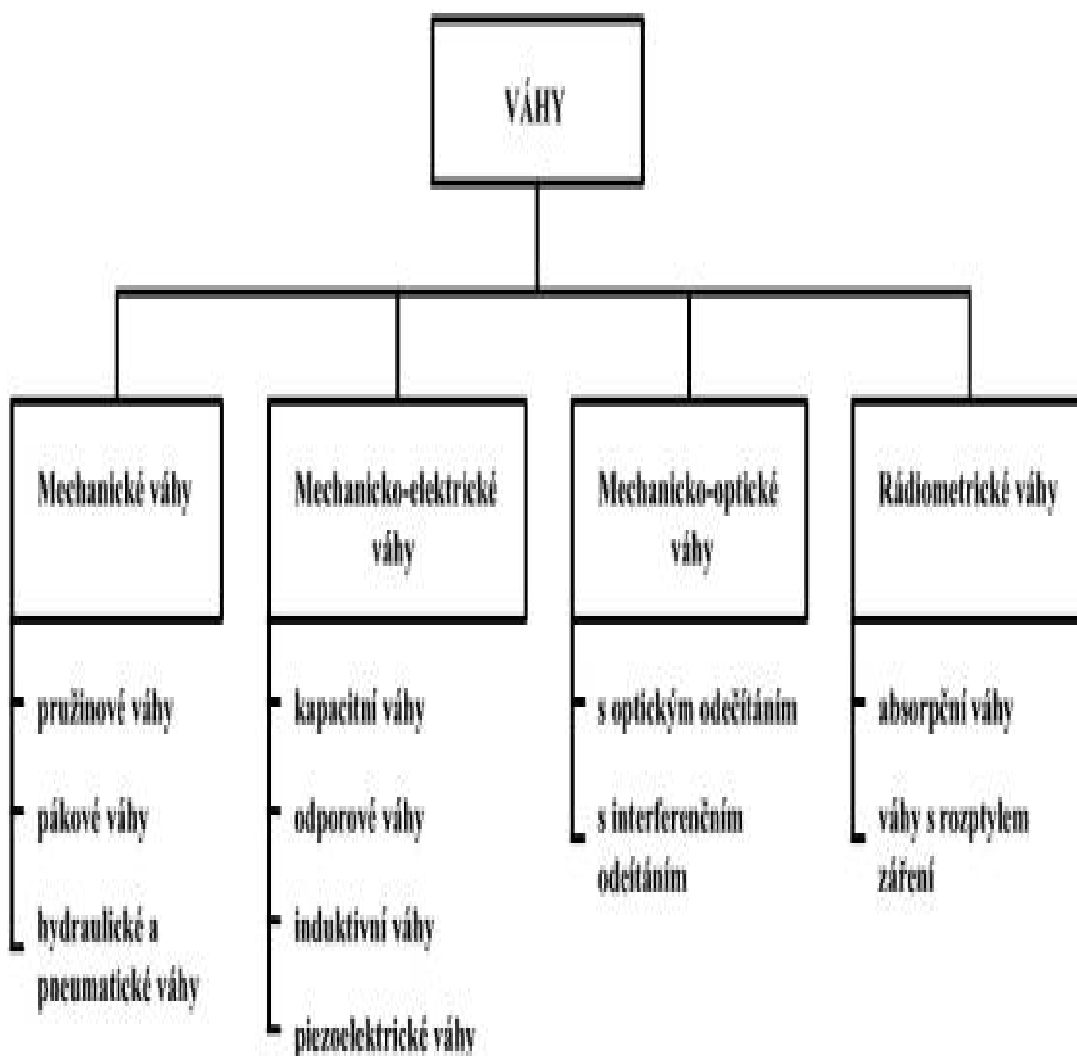 VÁHY
Mechanické váhy
pružinové váhy
pákové váhy
hydraulické a
pneumatické váhy
Mechanicko-elektrické
váhy
kapacitní váhy
odporové váhy
induktivní váhy
piezoelektrické váhy
Mechanicko-optické
váhy
s optickým odečítáním
s interferenčním
odeítáním
Rádiometrické váhy
absorpční váhy
váhy s rozptylem
záření